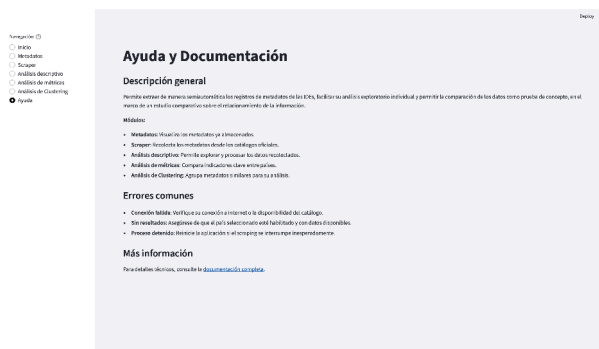 Deploy
Navegación
Inicio
Metadatos
Scraper
Análisis descriptivo
Análisis de métricas
Análisis de Clustering
Ayuda
Ayuda y Documentación
Descripción general
Permite extraer de manera semiautomática los registros de metadatos de las IDEs, facilitar su análisis exploratorio individual y permitir la comparación de los datos como prueba de concepto, en el
marco de un estudio comparativo sobre el relacionamiento de la información.
Módulos:
• Metadatos: Visualiza los metadatos ya almacenados.
• Scraper: Recolecta los metadatos desde los catálogos oficiales.
• Análisis descriptivo: Permite explorar y procesar los datos recolectados.
• Análisis de métricas: Compara indicadores clave entre países.
• Análisis de Clustering: Agrupa metadatos similares para su análisis.
Errores comunes
• Conexión fallida: Verifique su conexión a internet o la disponibilidad del catálogo.
• Sin resultados: Asegúrese de que el país seleccionado esté habilitado y con datos disponibles.
• Proceso detenido: Reinicie la aplicación si el scraping se interrumpe inesperadamente.
Más información
Para detalles técnicos, consulte la documentación completa.